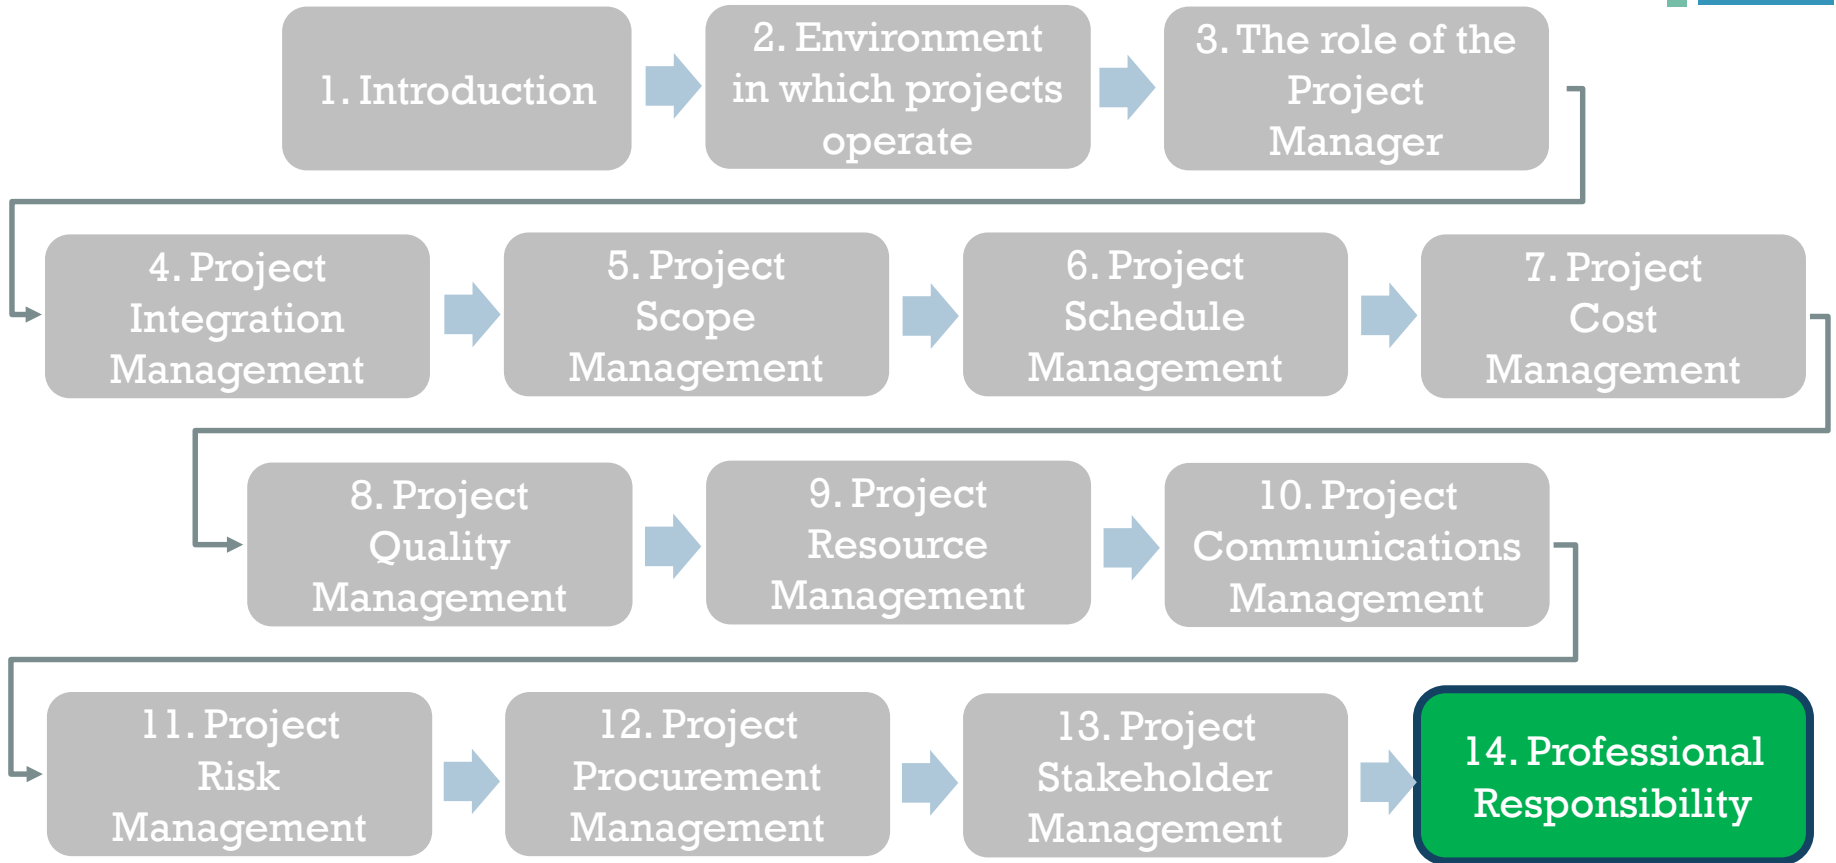 1. Introduction
2. Environment
in which projects
operate
3. The role of the
Project
Manager
4. Project
Integration
Management
5. Project
Scope
Management
6. Project
Schedule
Management
7. Project
Cost
Management
8. Project
Quality
Management
9. Project
Resource
Management
10. Project
Communications
Management
11. Project
Risk
Management
12. Project
Procurement
Management
13. Project
Stakeholder
Management
14. Professional
Responsibility